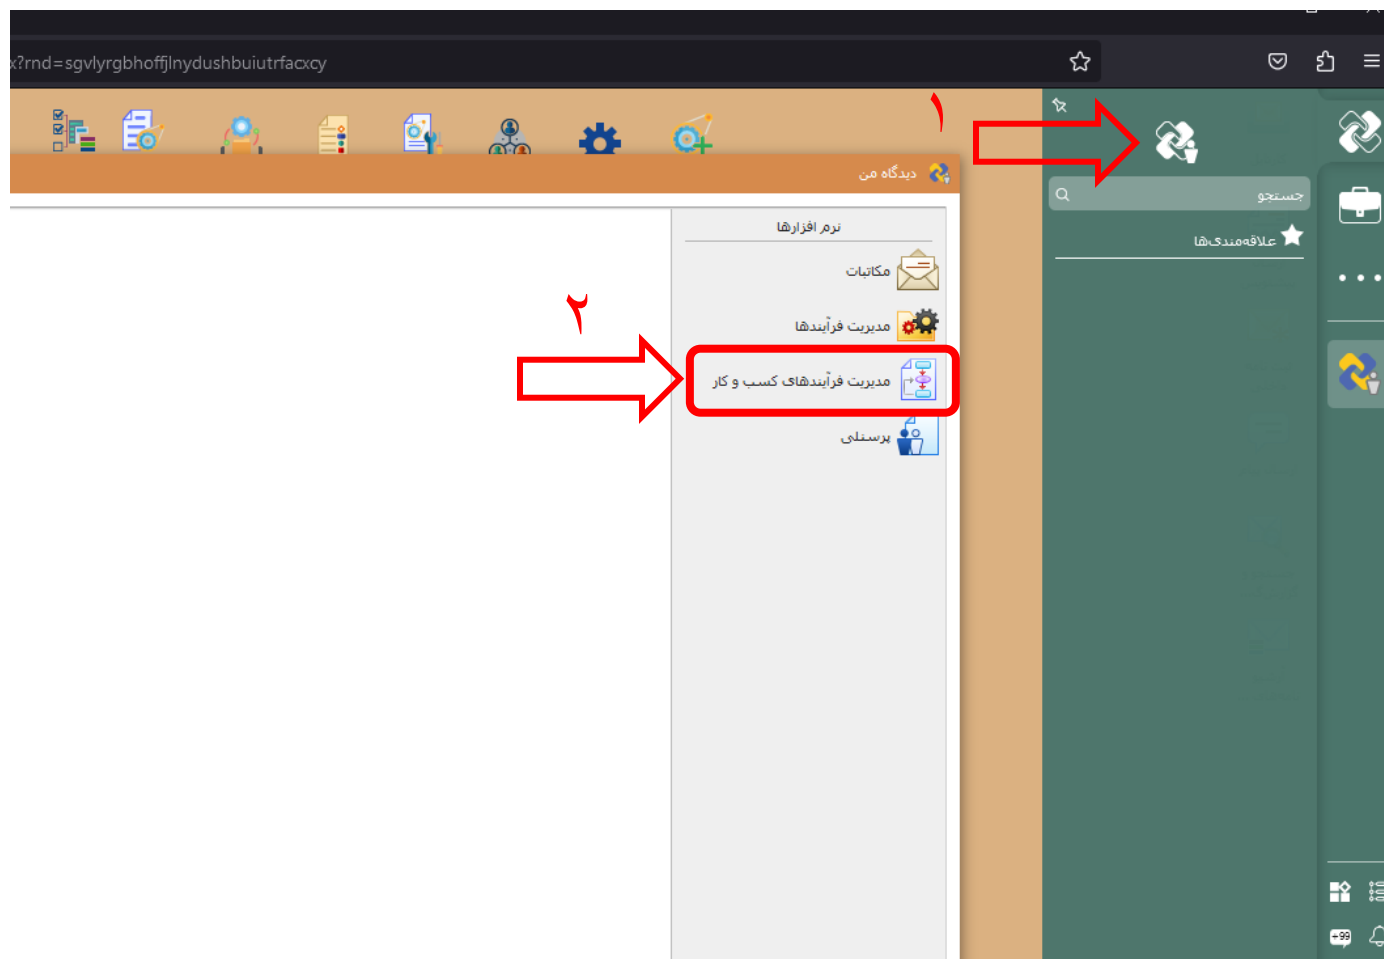 x?rnd=sgvlyrgbhoffjlnydushbuiutrfacxcy
۱
دیدگاه من
جستجو
علاقه‌مندی‌ها
نرم افزارها
مکاتبات
۲
مدیریت فرآیندها
مدیریت فرآیندهای کسب و کار
پرسنلی
+99